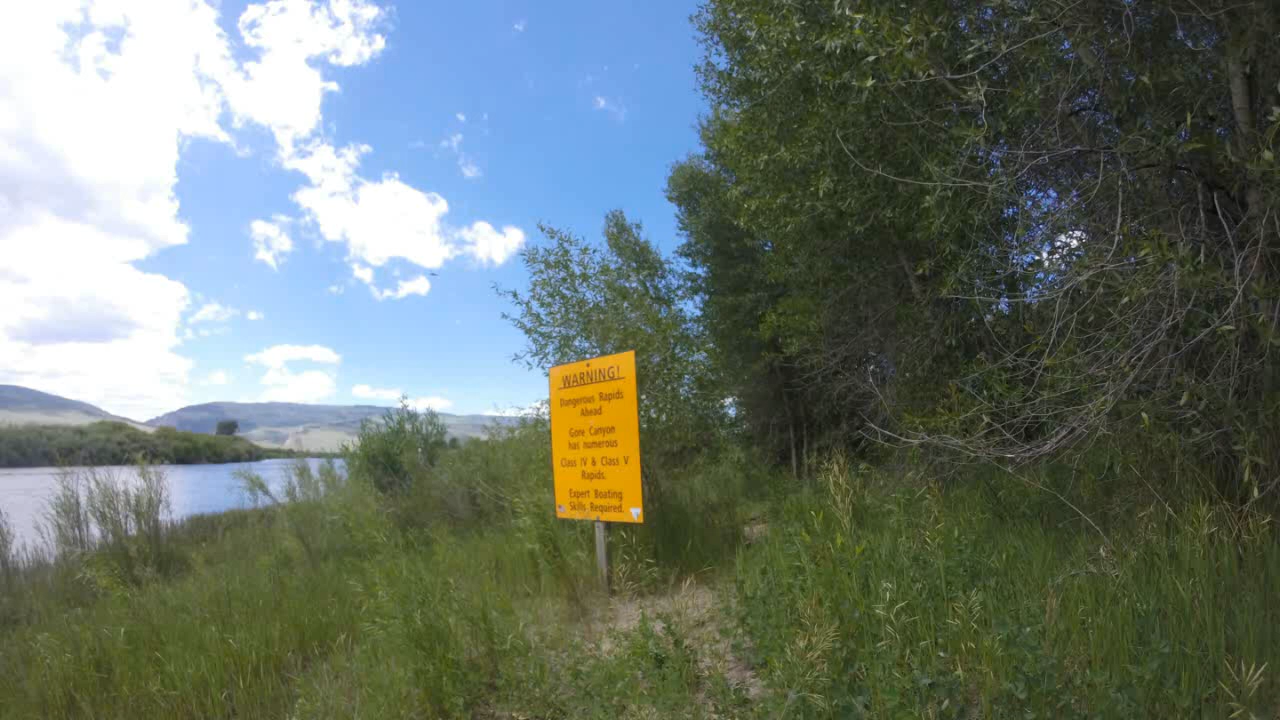 WARNING!
Dangerous Rapids
Ahead
Gore Canyon
has numerous
Class IV & Class V
Rapids.
Expert Boating
Skills Required.